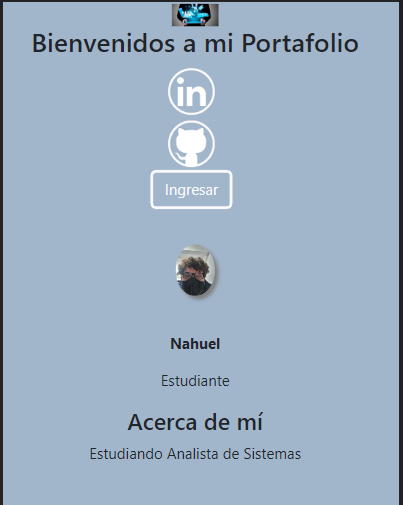 Bienvenidos a mi Portafolio
in
Ingresar
Nahuel
Estudiante
Acerca de mí
Estudiando Analista de Sistemas